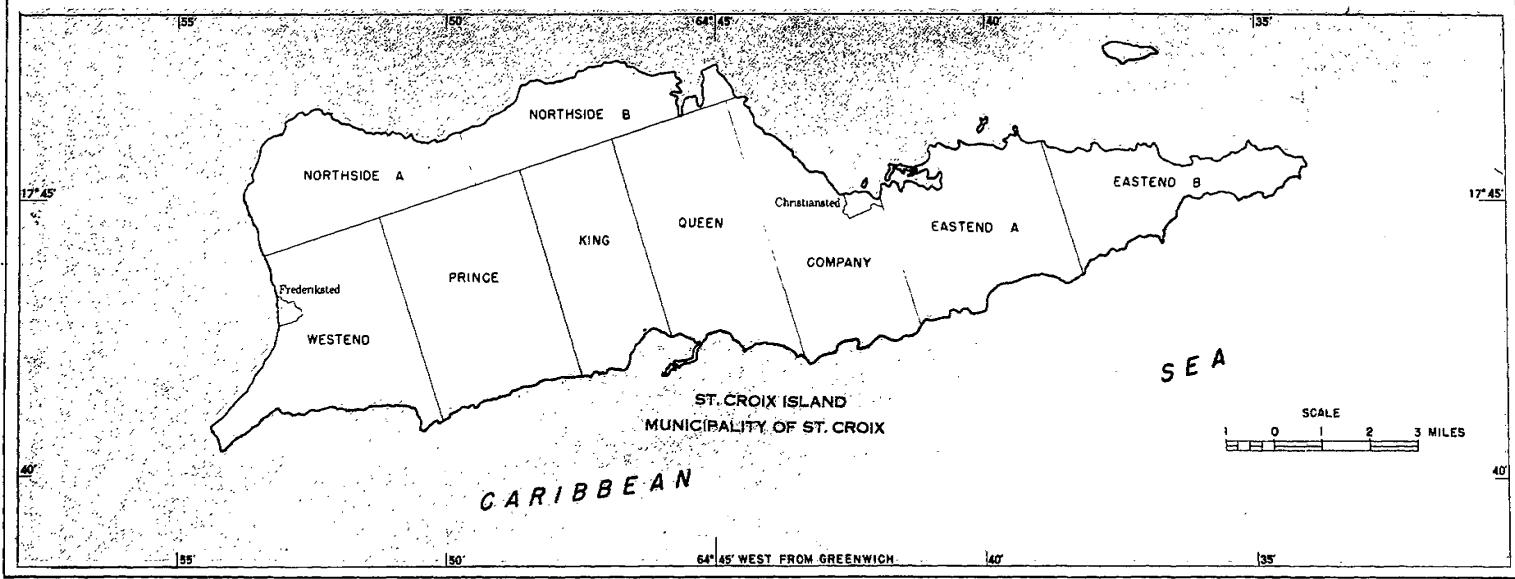 55'
50'
64°45'
40'
35'
NORTHSIDE B
NORTHSIDE A
EASTEND B
17°45'
17°45'
Christiansted
QUEEN
EASTEND A
KING
COMPANY
PRINCE
Frederiksted
WESTEND
SEA
ST. CROIX ISLAND
MUNICIPALITY OF ST. CROIX
SCALE
1 0 1 2 3 MILES
40'
40'
CARIBBEAN
55'
50'
64°45' WEST FROM GREENWICH
40'
35'